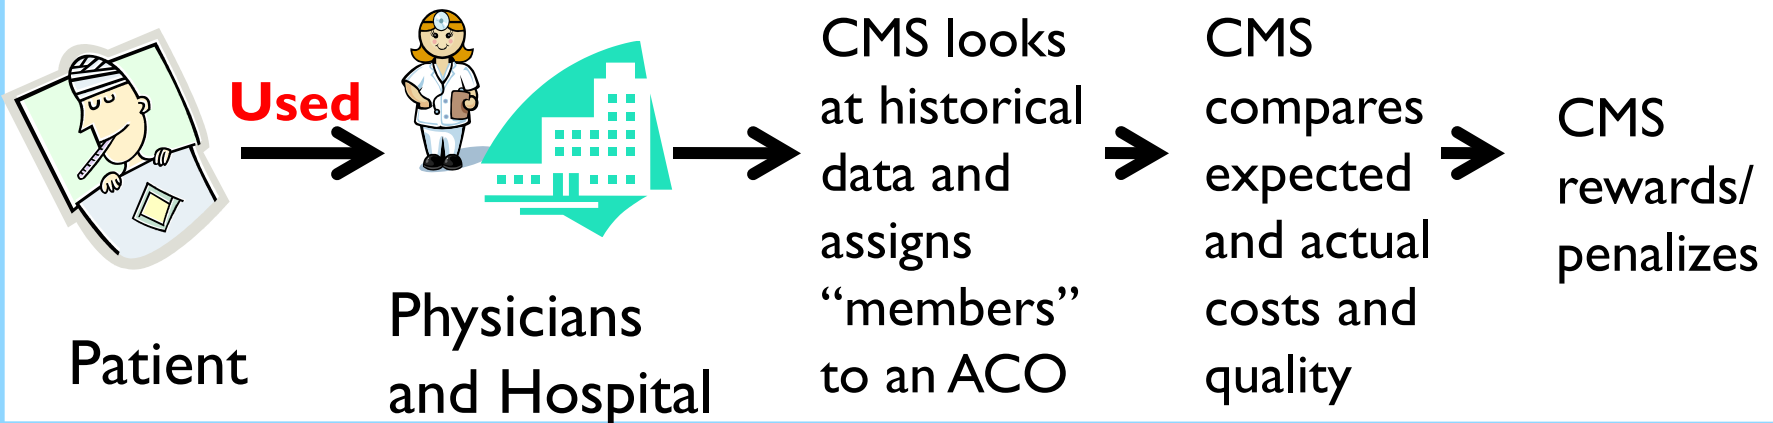 Used
Patient
Physicians
and Hospital
CMS looks
at historical
data and
assigns
“members”
to an ACO
CMS
compares
expected
and actual
costs and
quality
CMS
rewards/
penalizes